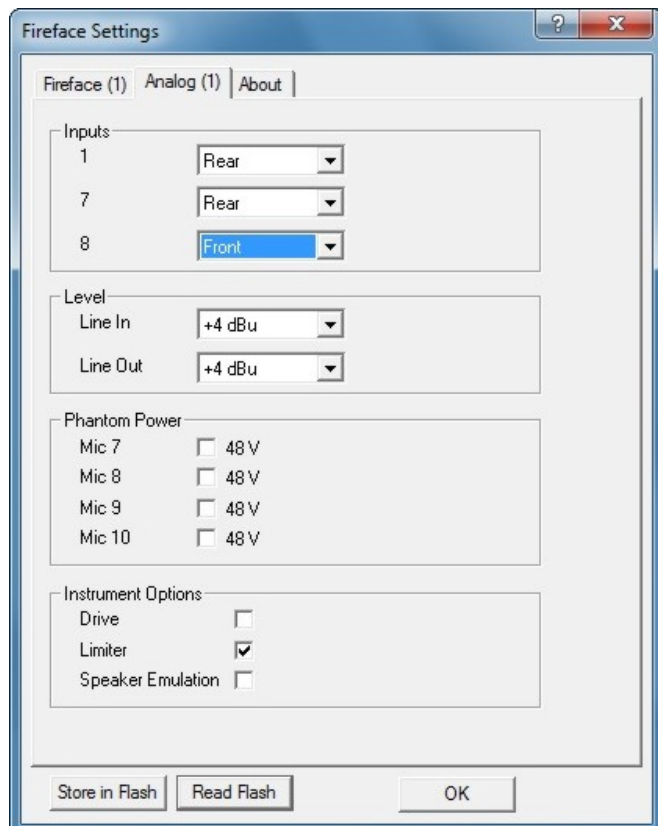 Fireface Settings
Fireface (1) Analog (1) About
Inputs
1 Rear
7 Rear
8 Front
Level
Line In +4 dBu
Line Out +4 dBu
Phantom Power
Mic 7 48 V
Mic 8 48 V
Mic 9 48 V
Mic 10 48 V
Instrument Options
Drive
Limiter
Speaker Emulation
Store in Flash Read Flash OK